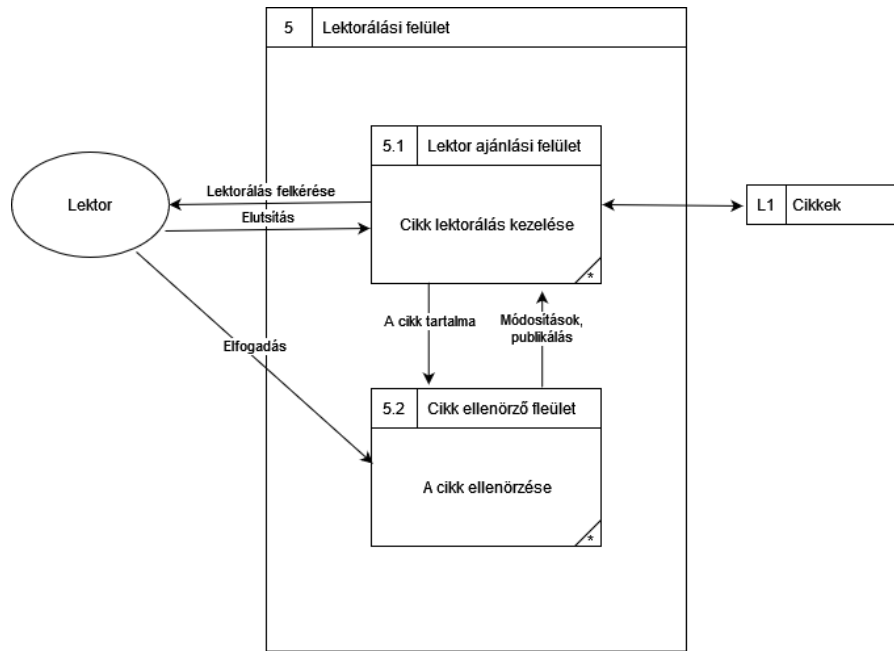 5 Lektorálási felület
5.1 Lektor ajánlási felület
Lektorálás felkérése
Lektor
Elutsítás
Cikk lektorálás kezelése
L1 Cikkek
*
A cikk tartalma
Módosítások,
publikálás
Elfogadás
5.2 Cikk ellenörző fleület
A cikk ellenörzése
*